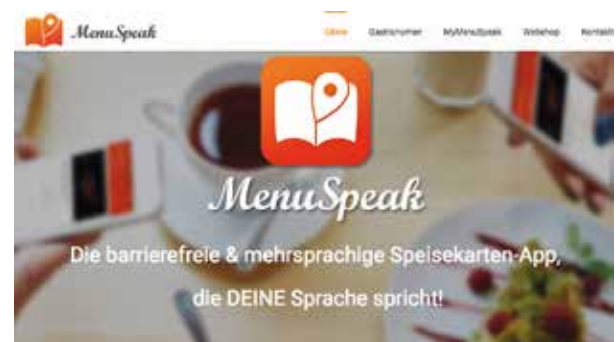 MenuSpeak
Home Gastronomen MyMenuSpeak Webshop Kontakt
MenuSpeak
Die barrierefreie & mehrsprachige Speisekarten-App,
die DEINE Sprache spricht!